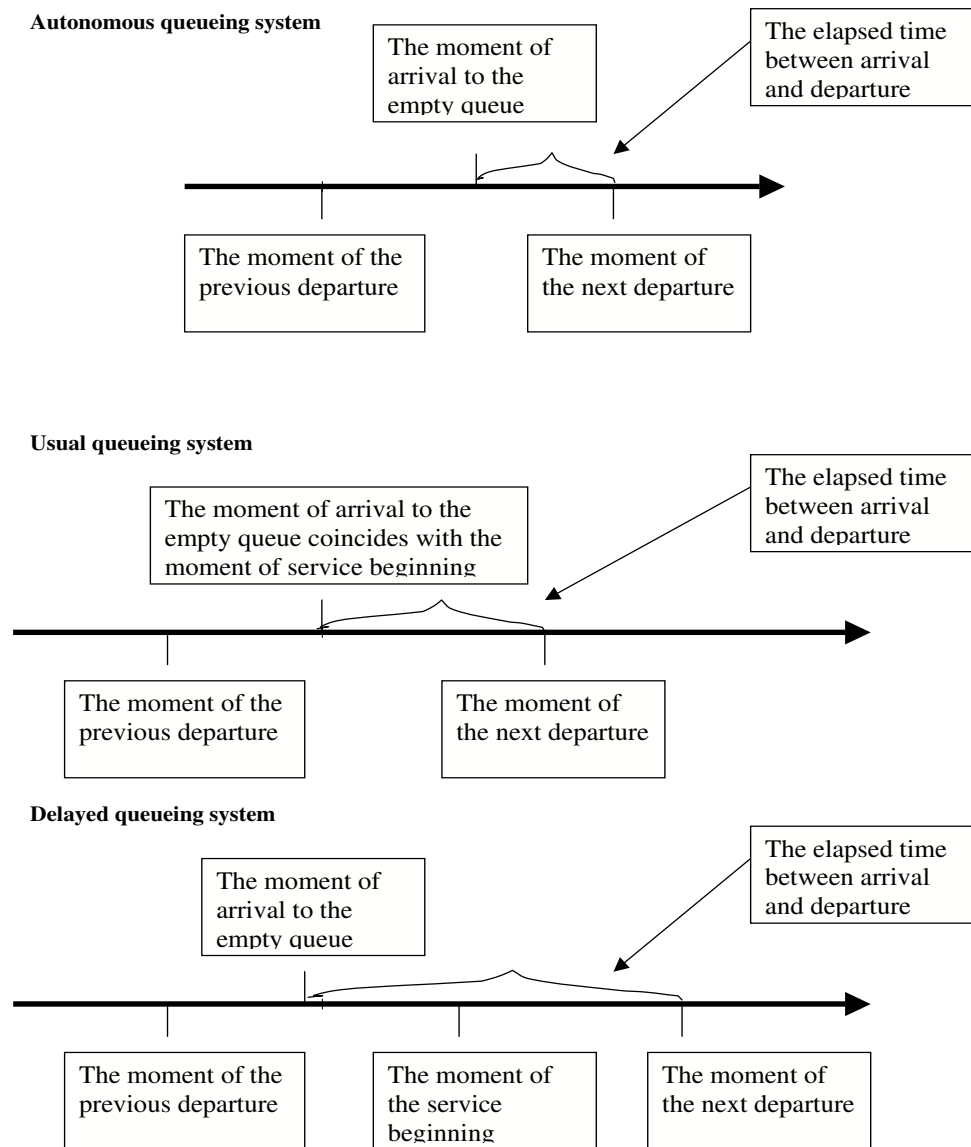 Autonomous queueing system
The moment of
arrival to the
empty queue
The elapsed time
between arrival
and departure
The moment of the
previous departure
The moment of
the next departure
Usual queueing system
The moment of arrival to the
empty queue coincides with the
moment of service beginning
The elapsed time
between arrival
and departure
The moment of the
previous departure
The moment of
the next departure
Delayed queueing system
The moment of
arrival to the
empty queue
The elapsed time
between arrival
and departure
The moment of the
previous departure
The moment of
the service
beginning
The moment of
the next departure